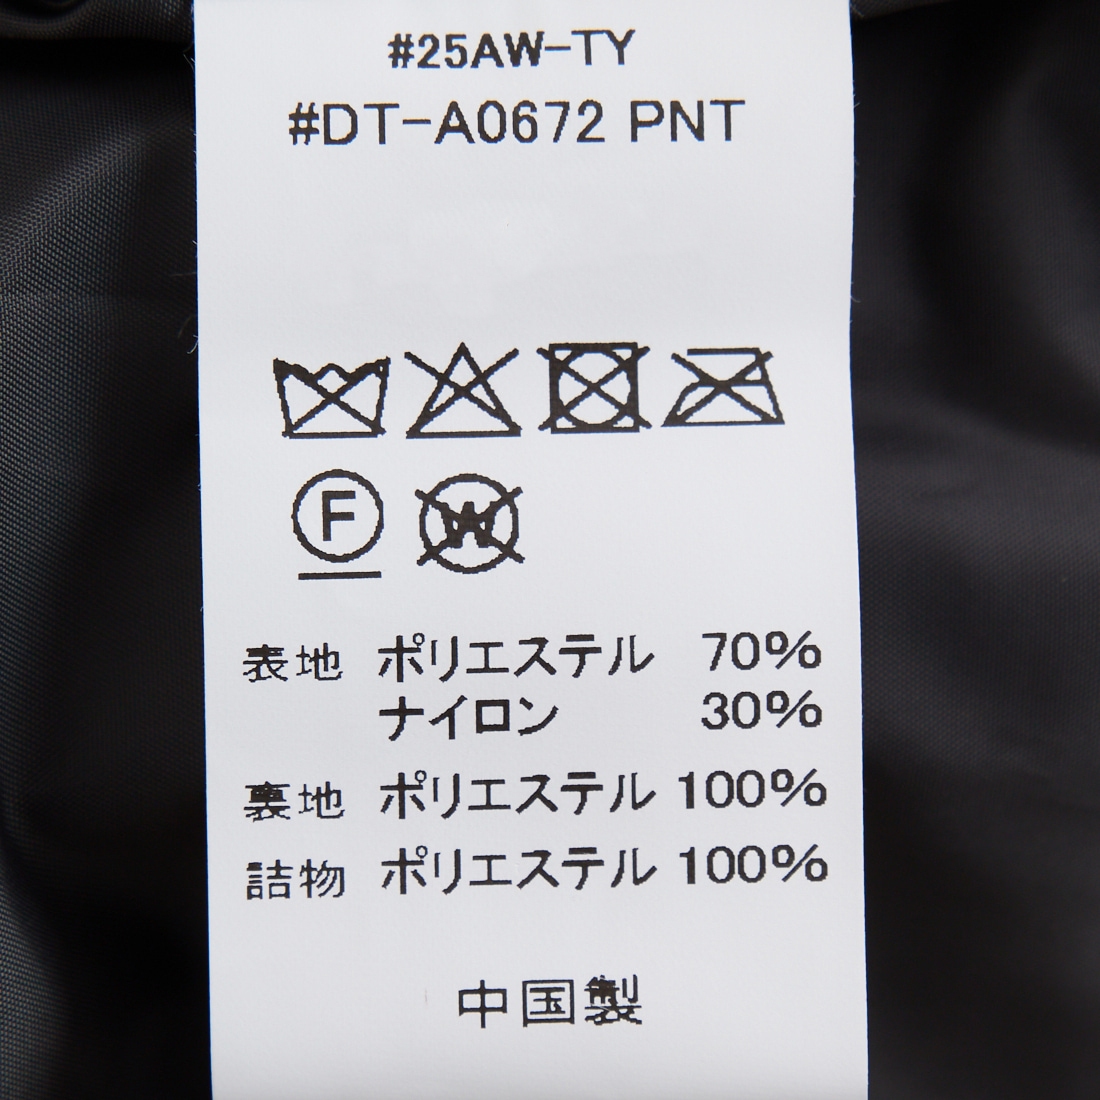 #25AW-TY
#DT-A0672 PNT
F W
表地 ポリエステル 70%
ナイロン 30%
裏地 ポリエステル 100%
詰物 ポリエステル 100%
中国製